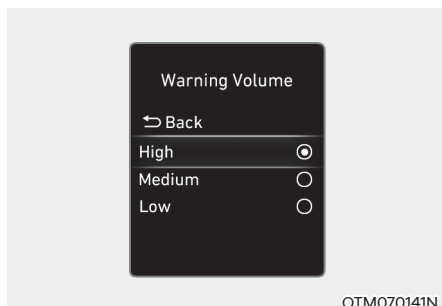 Warning Volume
Back
High
Medium
Low
OTM070141N